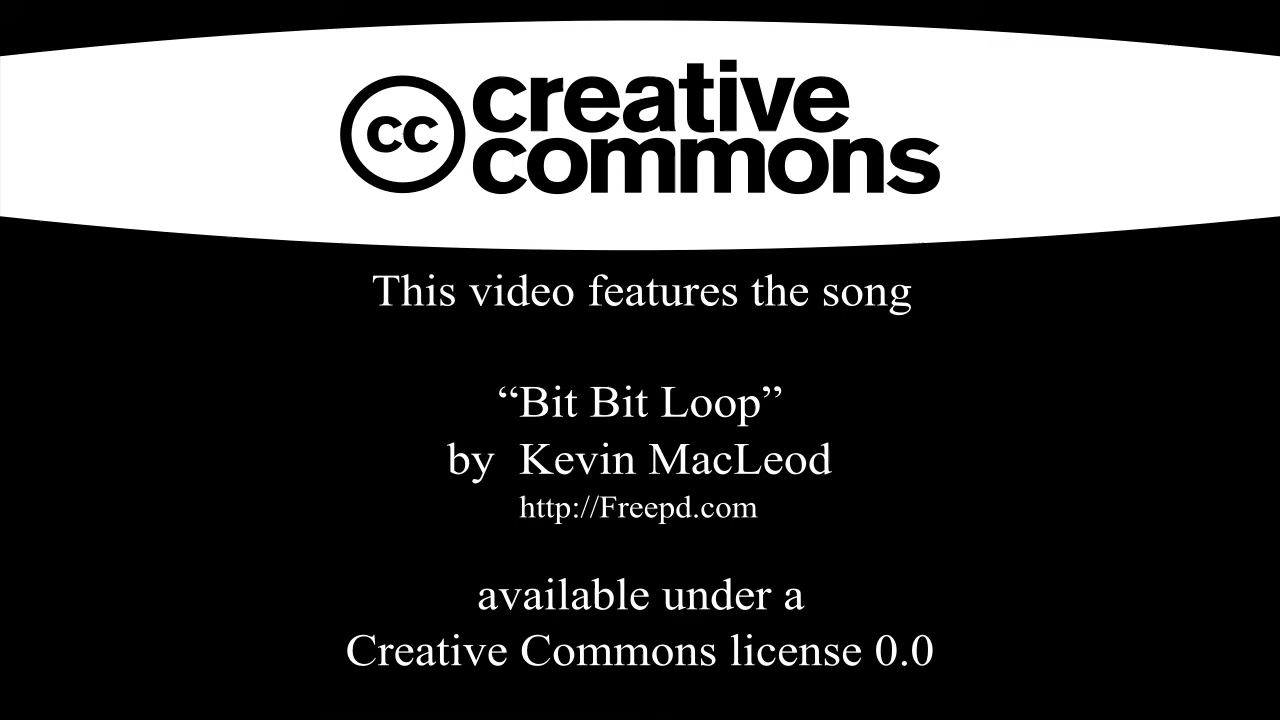 cc creative
commons
This video features the song
“Bit Bit Loop”
by  Kevin MacLeod
http://Freepd.com
available under a
Creative Commons license 0.0